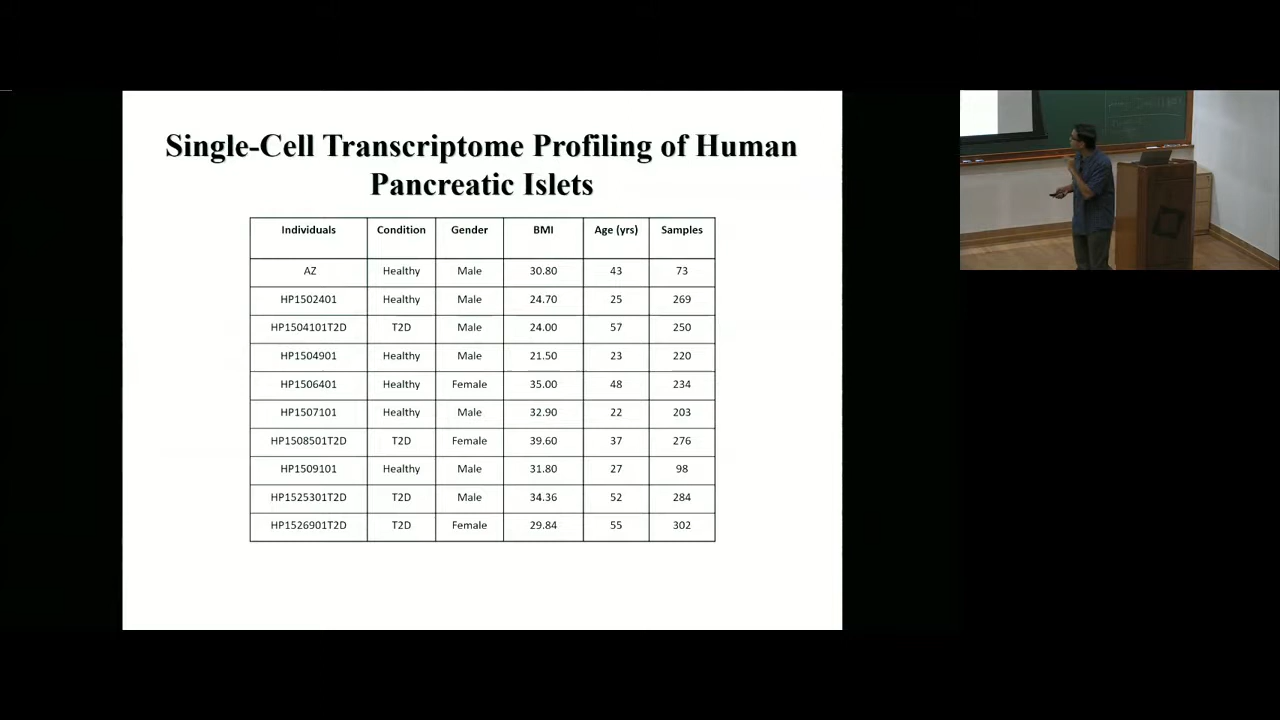 Single-Cell Transcriptome Profiling of Human
Pancreatic Islets
Individuals Condition Gender BMI Age (yrs) Samples
AZ Healthy Male 30.80 43 73
HP1502401 Healthy Male 24.70 25 269
HP1504101T2D T2D Male 24.00 57 250
HP1504901 Healthy Male 21.50 23 220
HP1506401 Healthy Female 35.00 48 234
HP1507101 Healthy Male 32.90 22 203
HP1508501T2D T2D Female 39.60 37 276
HP1509101 Healthy Male 31.80 27 98
HP1525301T2D T2D Male 34.36 52 284
HP1526901T2D T2D Female 29.84 55 302